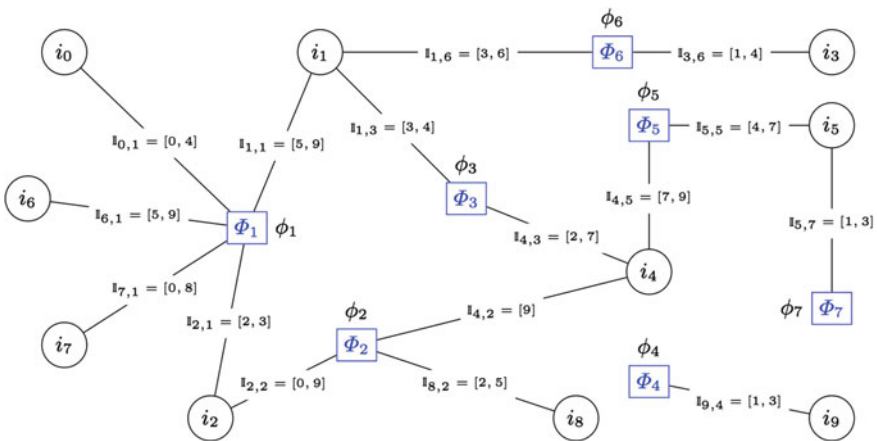 ϕ₆
i₀ i₁ 𝕀₁,₆ = [3, 6] Φ₆ 𝕀₃,₆ = [1, 4] i₃
ϕ₅
𝕀₀,₁ = [0, 4] 𝕀₁,₁ = [5, 9] 𝕀₁,₃ = [3, 4] Φ₅ 𝕀₅,₅ = [4, 7] i₅
ϕ₃
i₆ 𝕀₆,₁ = [5, 9] Φ₃ 𝕀₄,₅ = [7, 9]
Φ₁ ϕ₁ 𝕀₄,₃ = [2, 7] 𝕀₅,₇ = [1, 3]
𝕀₇,₁ = [0, 8] i₄
𝕀₂,₁ = [2, 3] ϕ₂ 𝕀₄,₂ = [9] ϕ₇ Φ₇
i₇ Φ₂ ϕ₄
𝕀₂,₂ = [0, 9] 𝕀₈,₂ = [2, 5] Φ₄ 𝕀₉,₄ = [1, 3]
i₂ i₈ i₉